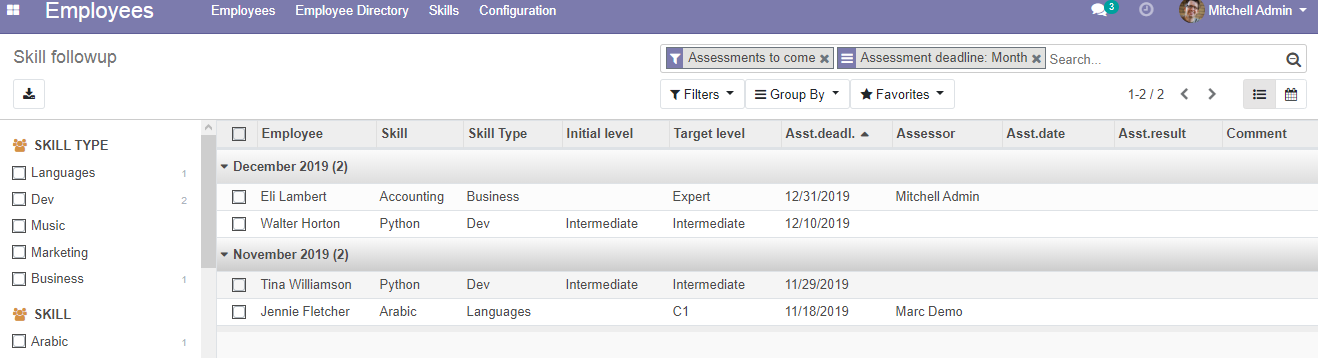 Employees Employees Employee Directory Skills Configuration 3 Mitchell Admin
Skill followup
Assessments to come Assessment deadline: Month Search...
Filters Group By Favorites 1-2 / 2
SKILL TYPE
Languages 1
Dev 2
Music
Marketing
Business 1
SKILL
Arabic 1
Employee Skill Skill Type Initial level Target level Asst.deadl. Assessor Asst.date Asst.result Comment
December 2019 (2)
Eli Lambert Accounting Business Expert 12/31/2019 Mitchell Admin
Walter Horton Python Dev Intermediate Intermediate 12/10/2019
November 2019 (2)
Tina Williamson Python Dev Intermediate Intermediate 11/29/2019
Jennie Fletcher Arabic Languages C1 11/18/2019 Marc Demo